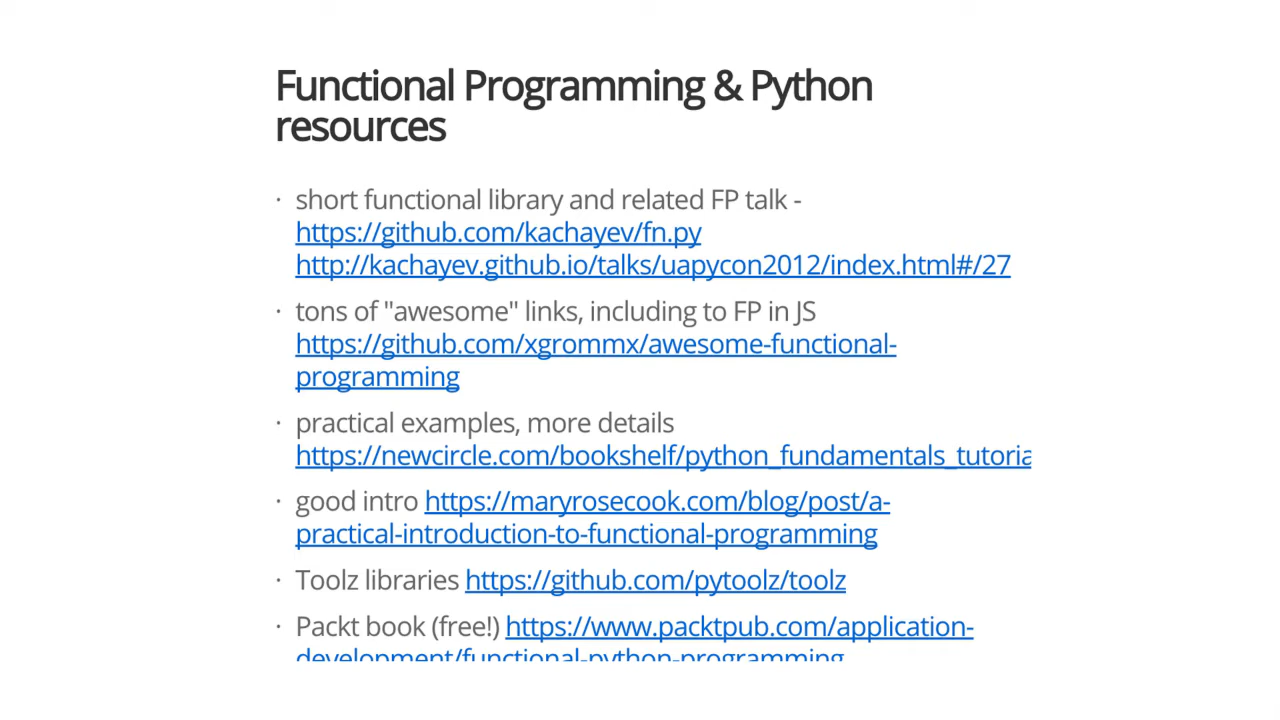 Functional Programming & Python
resources
· short functional library and related FP talk -
https://github.com/kachayev/fn.py
http://kachayev.github.io/talks/uapycon2012/index.html#/27
· tons of "awesome" links, including to FP in JS
https://github.com/xgrommx/awesome-functional-
programming
· practical examples, more details
https://newcircle.com/bookshelf/python_fundamentals_tutoria
· good intro https://maryrosecook.com/blog/post/a-
practical-introduction-to-functional-programming
· Toolz libraries https://github.com/pytoolz/toolz
· Packt book (free!) https://www.packtpub.com/application-
development/functional-python-programming